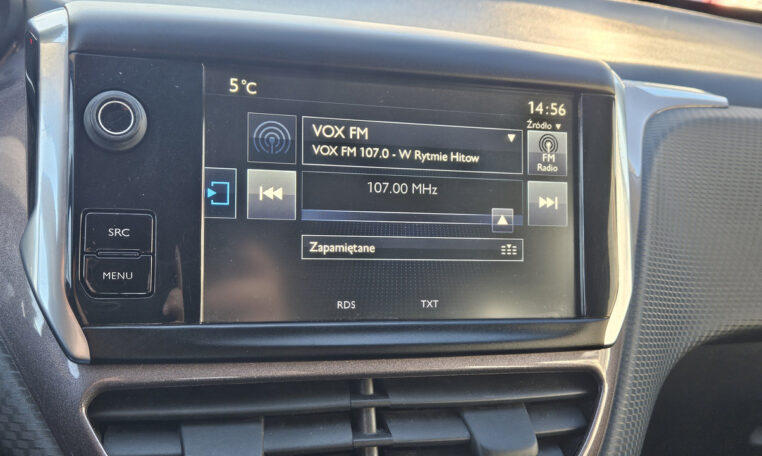 5°C
14:56
Źródło ▼
VOX FM ▼
VOX FM 107.0 - W Rytmie Hitow
FM
Radio
107.00 MHz
SRC
MENU
Zapamiętane
RDS TXT